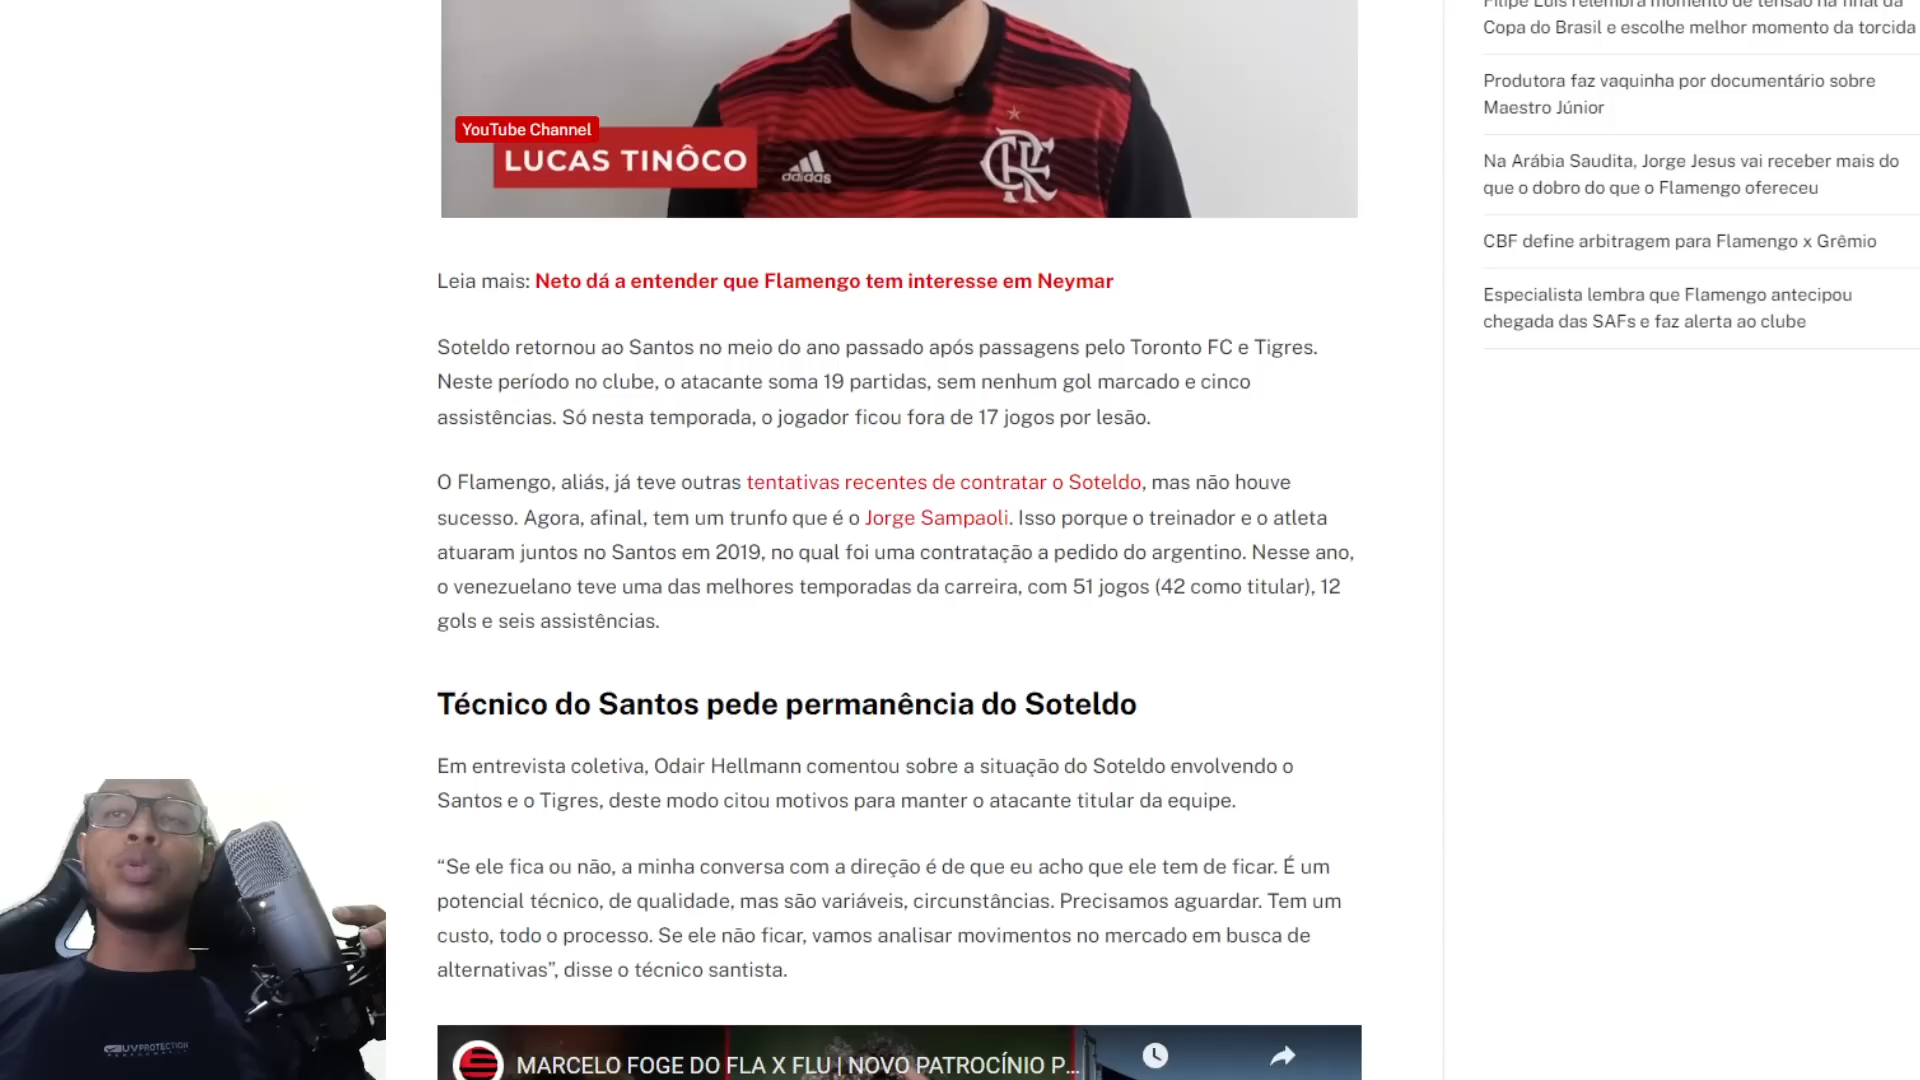 YouTube Channel
LUCAS TINÔCO
adidas
Leia mais: Neto dá a entender que Flamengo tem interesse em Neymar
Soteldo retornou ao Santos no meio do ano passado após passagens pelo Toronto FC e Tigres.
Neste período no clube, o atacante soma 19 partidas, sem nenhum gol marcado e cinco
assistências. Só nesta temporada, o jogador ficou fora de 17 jogos por lesão.
O Flamengo, aliás, já teve outras tentativas recentes de contratar o Soteldo, mas não houve
sucesso. Agora, afinal, tem um trunfo que é o Jorge Sampaoli. Isso porque o treinador e o atleta
atuaram juntos no Santos em 2019, no qual foi uma contratação a pedido do argentino. Nesse ano,
o venezuelano teve uma das melhores temporadas da carreira, com 51 jogos (42 como titular), 12
gols e seis assistências.
Técnico do Santos pede permanência do Soteldo
Em entrevista coletiva, Odair Hellmann comentou sobre a situação do Soteldo envolvendo o
Santos e o Tigres, deste modo citou motivos para manter o atacante titular da equipe.
“Se ele fica ou não, a minha conversa com a direção é de que eu acho que ele tem de ficar. É um
potencial técnico, de qualidade, mas são variáveis, circunstâncias. Precisamos aguardar. Tem um
custo, todo o processo. Se ele não ficar, vamos analisar movimentos no mercado em busca de
alternativas”, disse o técnico santista.
MARCELO FOGE DO FLA X FLU | NOVO PATROCÍNIO P...
Filipe Luís relembra momento de tensão na final da
Copa do Brasil e escolhe melhor momento da torcida
Produtora faz vaquinha por documentário sobre
Maestro Júnior
Na Arábia Saudita, Jorge Jesus vai receber mais do
que o dobro do que o Flamengo ofereceu
CBF define arbitragem para Flamengo x Grêmio
Especialista lembra que Flamengo antecipou
chegada das SAFs e faz alerta ao clube
UV PROTECTION